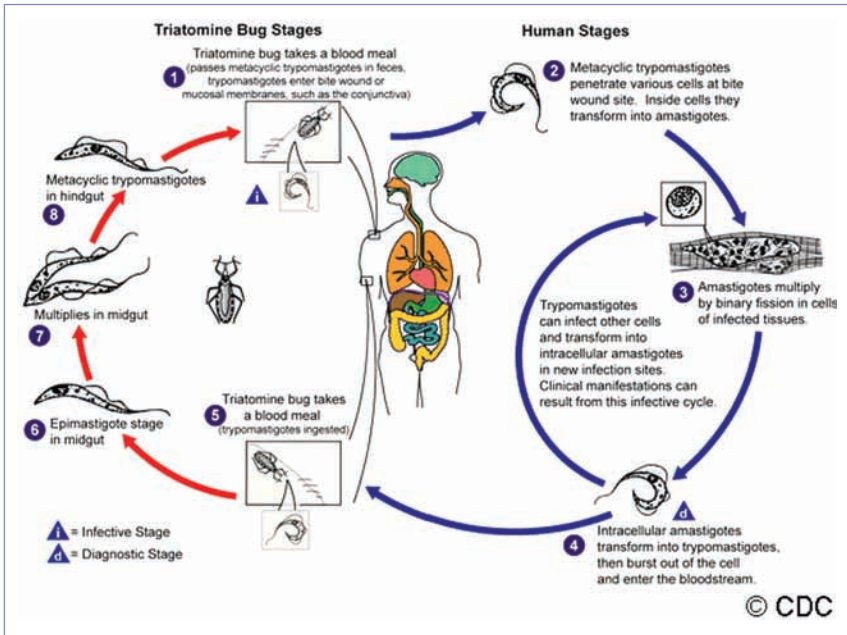 Triatomine Bug Stages
Human Stages
Triatomine bug takes a blood meal
(passes metacyclic trypomastigotes in feces,
trypomastigotes enter bite wound or
mucosal membranes, such as the conjunctiva)
1
i
2
Metacyclic trypomastigotes
penetrate various cells at bite
wound site. Inside cells they
transform into amastigotes.
3
Amastigotes multiply
by binary fission in cells
of infected tissues.
Trypomastigotes
can infect other cells
and transform into
intracellular amastigotes
in new infection sites.
Clinical manifestations can
result from this infective cycle.
d
4
Intracellular amastigotes
transform into trypomastigotes,
then burst out of the cell
and enter the bloodstream.
5
Triatomine bug takes
a blood meal
(trypomastigotes ingested)
6
Epimastigote stage
in midgut
Multiplies in midgut
7
Metacyclic trypomastigotes
in hindgut
8
i = Infective Stage
d = Diagnostic Stage
© CDC